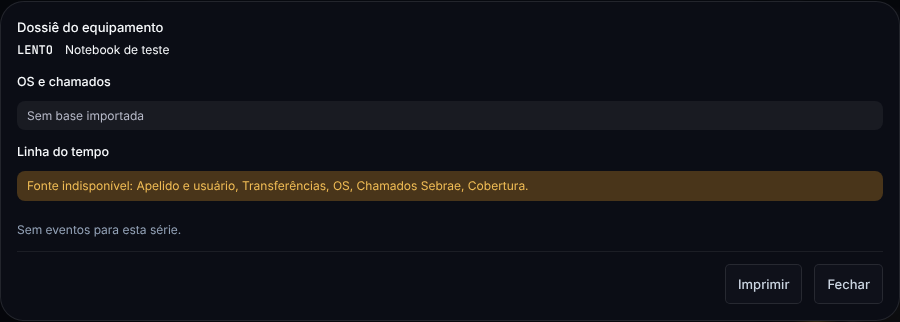 Dossiê do equipamento
LENTO Notebook de teste
OS e chamados
Sem base importada
Linha do tempo
Fonte indisponível: Apelido e usuário, Transferências, OS, Chamados Sebrae, Cobertura.
Sem eventos para esta série.
Imprimir Fechar